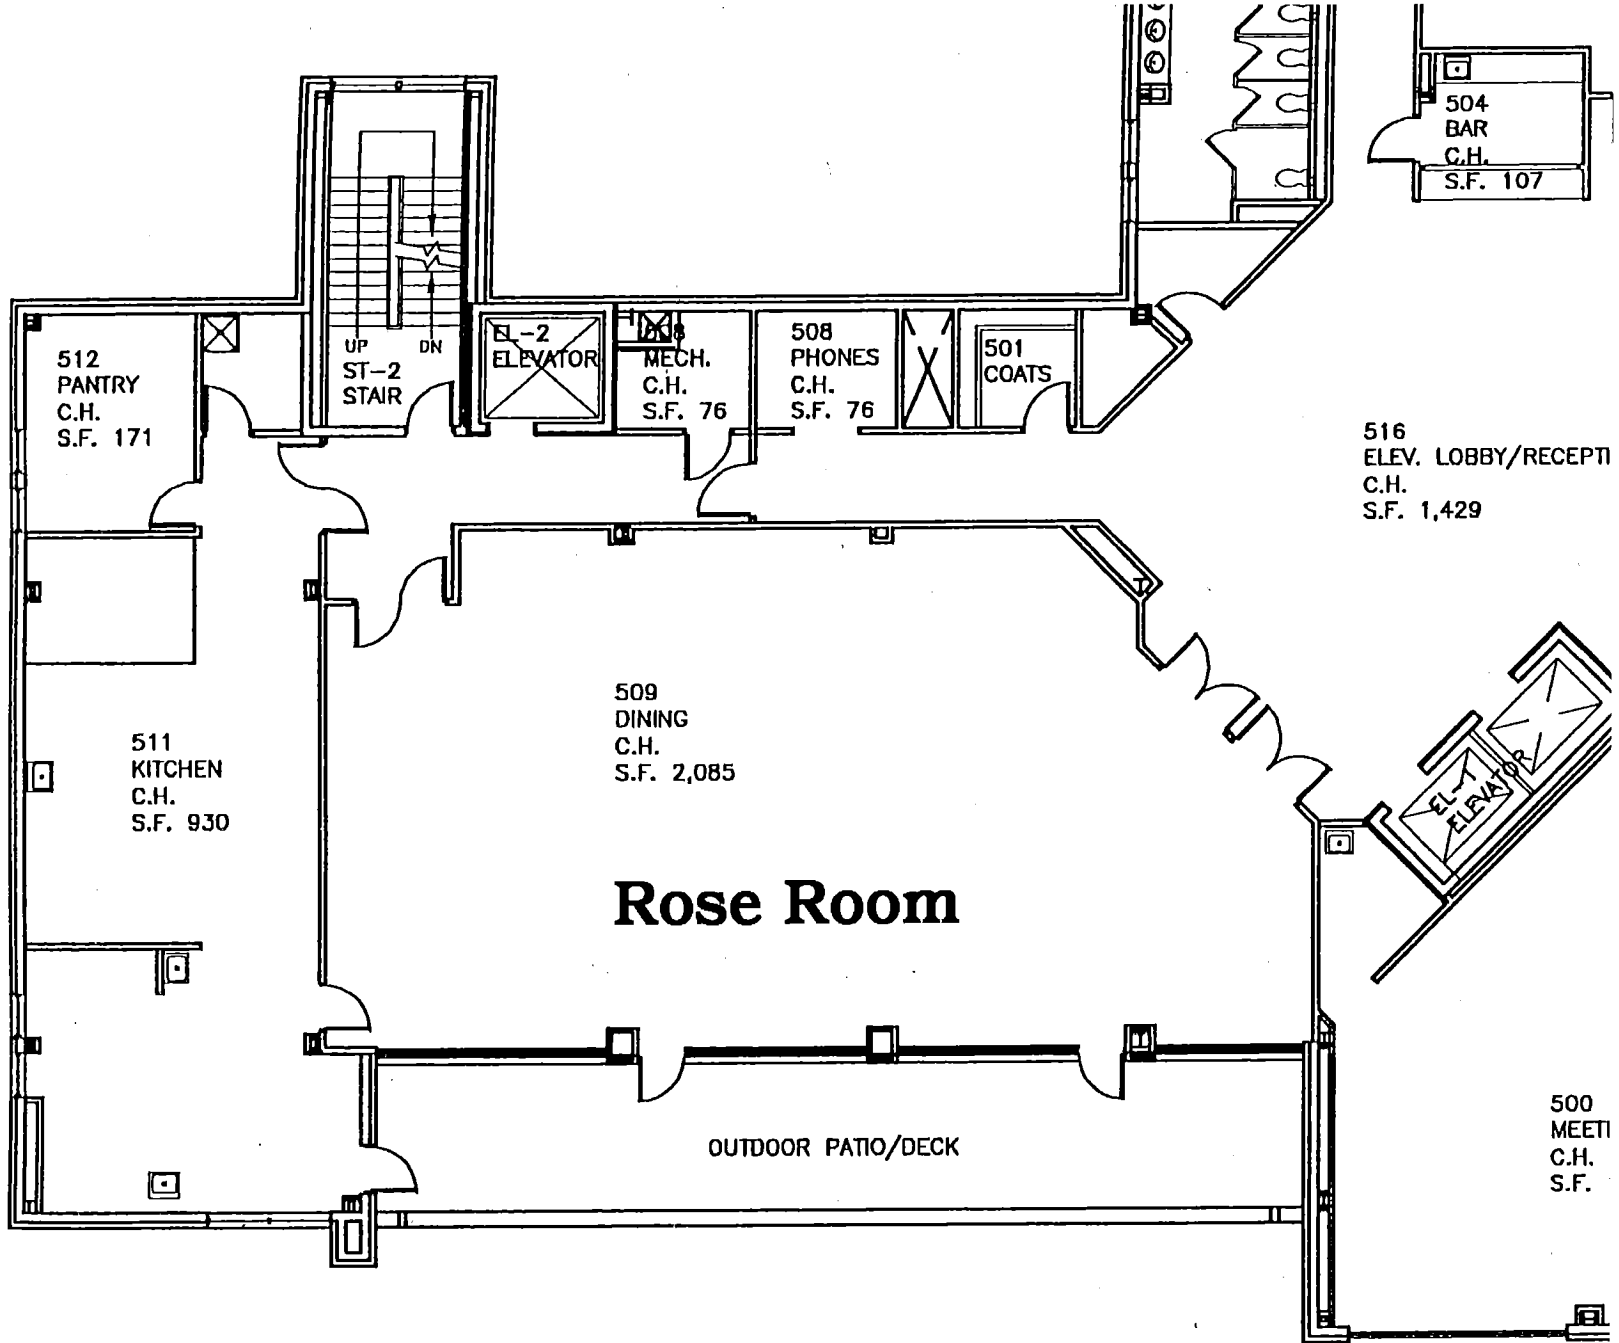 504
BAR
C.H.
S.F. 107
512
PANTRY
C.H.
S.F. 171
UP
DN
ST-2
STAIR
EL-2
ELEVATOR
MECH.
C.H.
S.F. 76
508
PHONES
C.H.
S.F. 76
501
COATS
516
ELEV. LOBBY/RECEPTI
C.H.
S.F. 1,429
509
DINING
C.H.
S.F. 2,085
511
KITCHEN
C.H.
S.F. 930
EL-1
ELEVATOR
Rose Room
OUTDOOR PATIO/DECK
500
MEETI
C.H.
S.F.